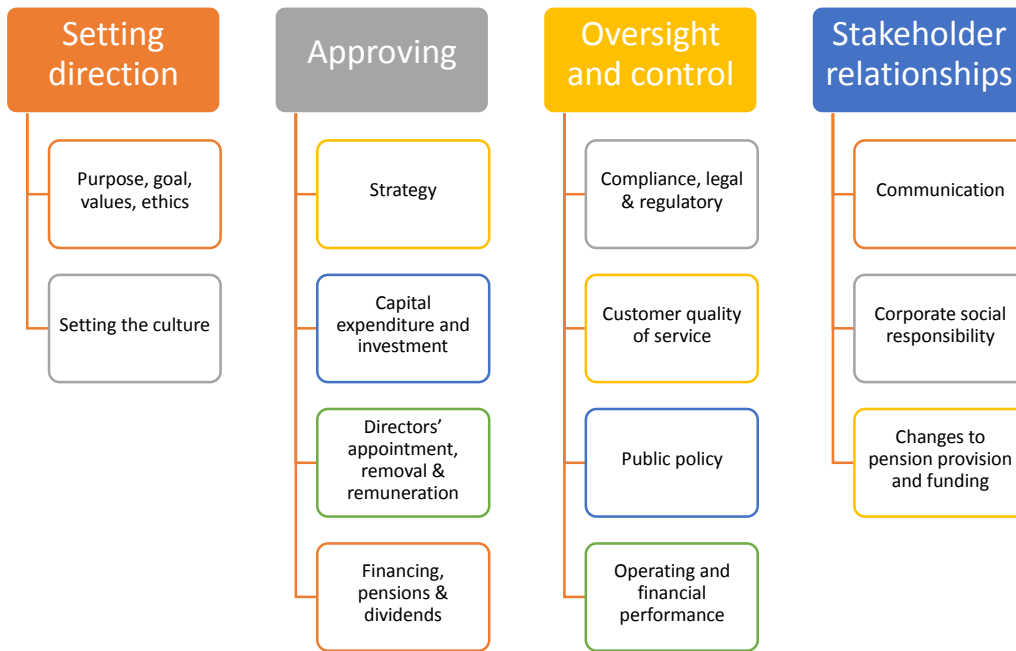 Setting
direction
Purpose, goal,
values, ethics
Setting the culture
Approving
Strategy
Capital
expenditure and
investment
Directors’
appointment,
removal &
remuneration
Financing,
pensions &
dividends
Oversight
and control
Compliance, legal
& regulatory
Customer quality
of service
Public policy
Operating and
financial
performance
Stakeholder
relationships
Communication
Corporate social
responsibility
Changes to
pension provision
and funding